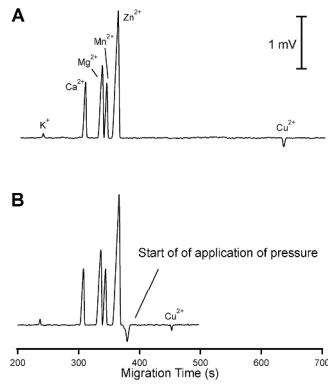 A
Zn2+
1 mV
Mn2+
Mg2+
Ca2+
K+
Cu2+
B
Start of of application of pressure
Cu2+
200 300 400 500 600 700
Migration Time (s)